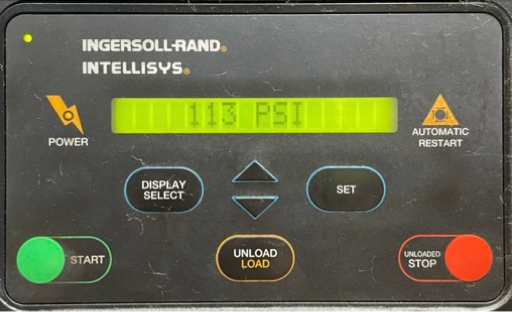 INGERSOLL-RAND®
INTELLISYS®
113 PSI
POWER
AUTOMATIC
RESTART
DISPLAY
SELECT
SET
START
UNLOAD
LOAD
UNLOADED
STOP